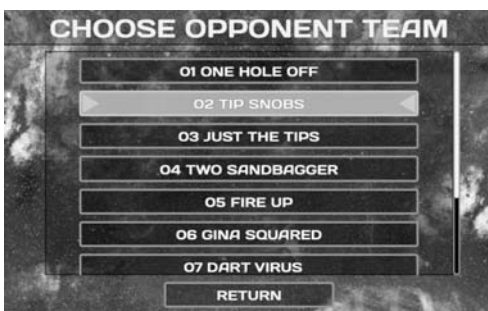 CHOOSE OPPONENT TEAM
01 ONE HOLE OFF
02 TIP SNOBS
03 JUST THE TIPS
04 TWO SANDBAGGER
05 FIRE UP
06 GINA SQUARED
07 DART VIRUS
RETURN